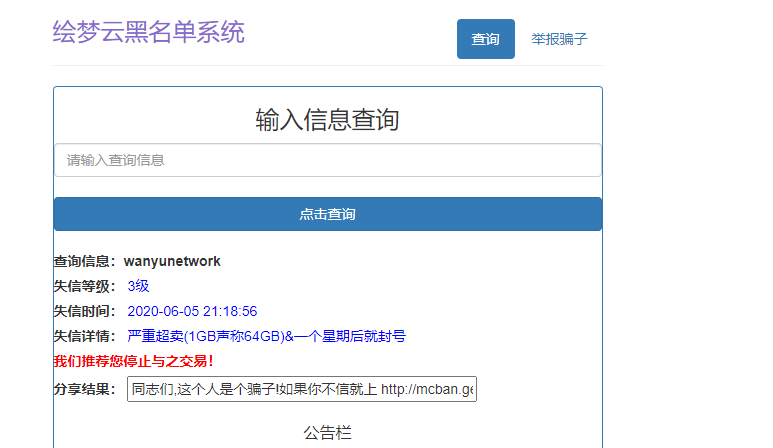 绘梦云黑名单系统
查询 举报骗子
输入信息查询
请输入查询信息
点击查询
查询信息：wanyunetwork
失信等级： 3级
失信时间： 2020-06-05 21:18:56
失信详情： 严重超卖(1GB声称64GB)&一个星期后就封号
我们推荐您停止与之交易！
分享结果： 同志们,这个人是个骗子!如果你不信就上 http://mcban.ge
公告栏